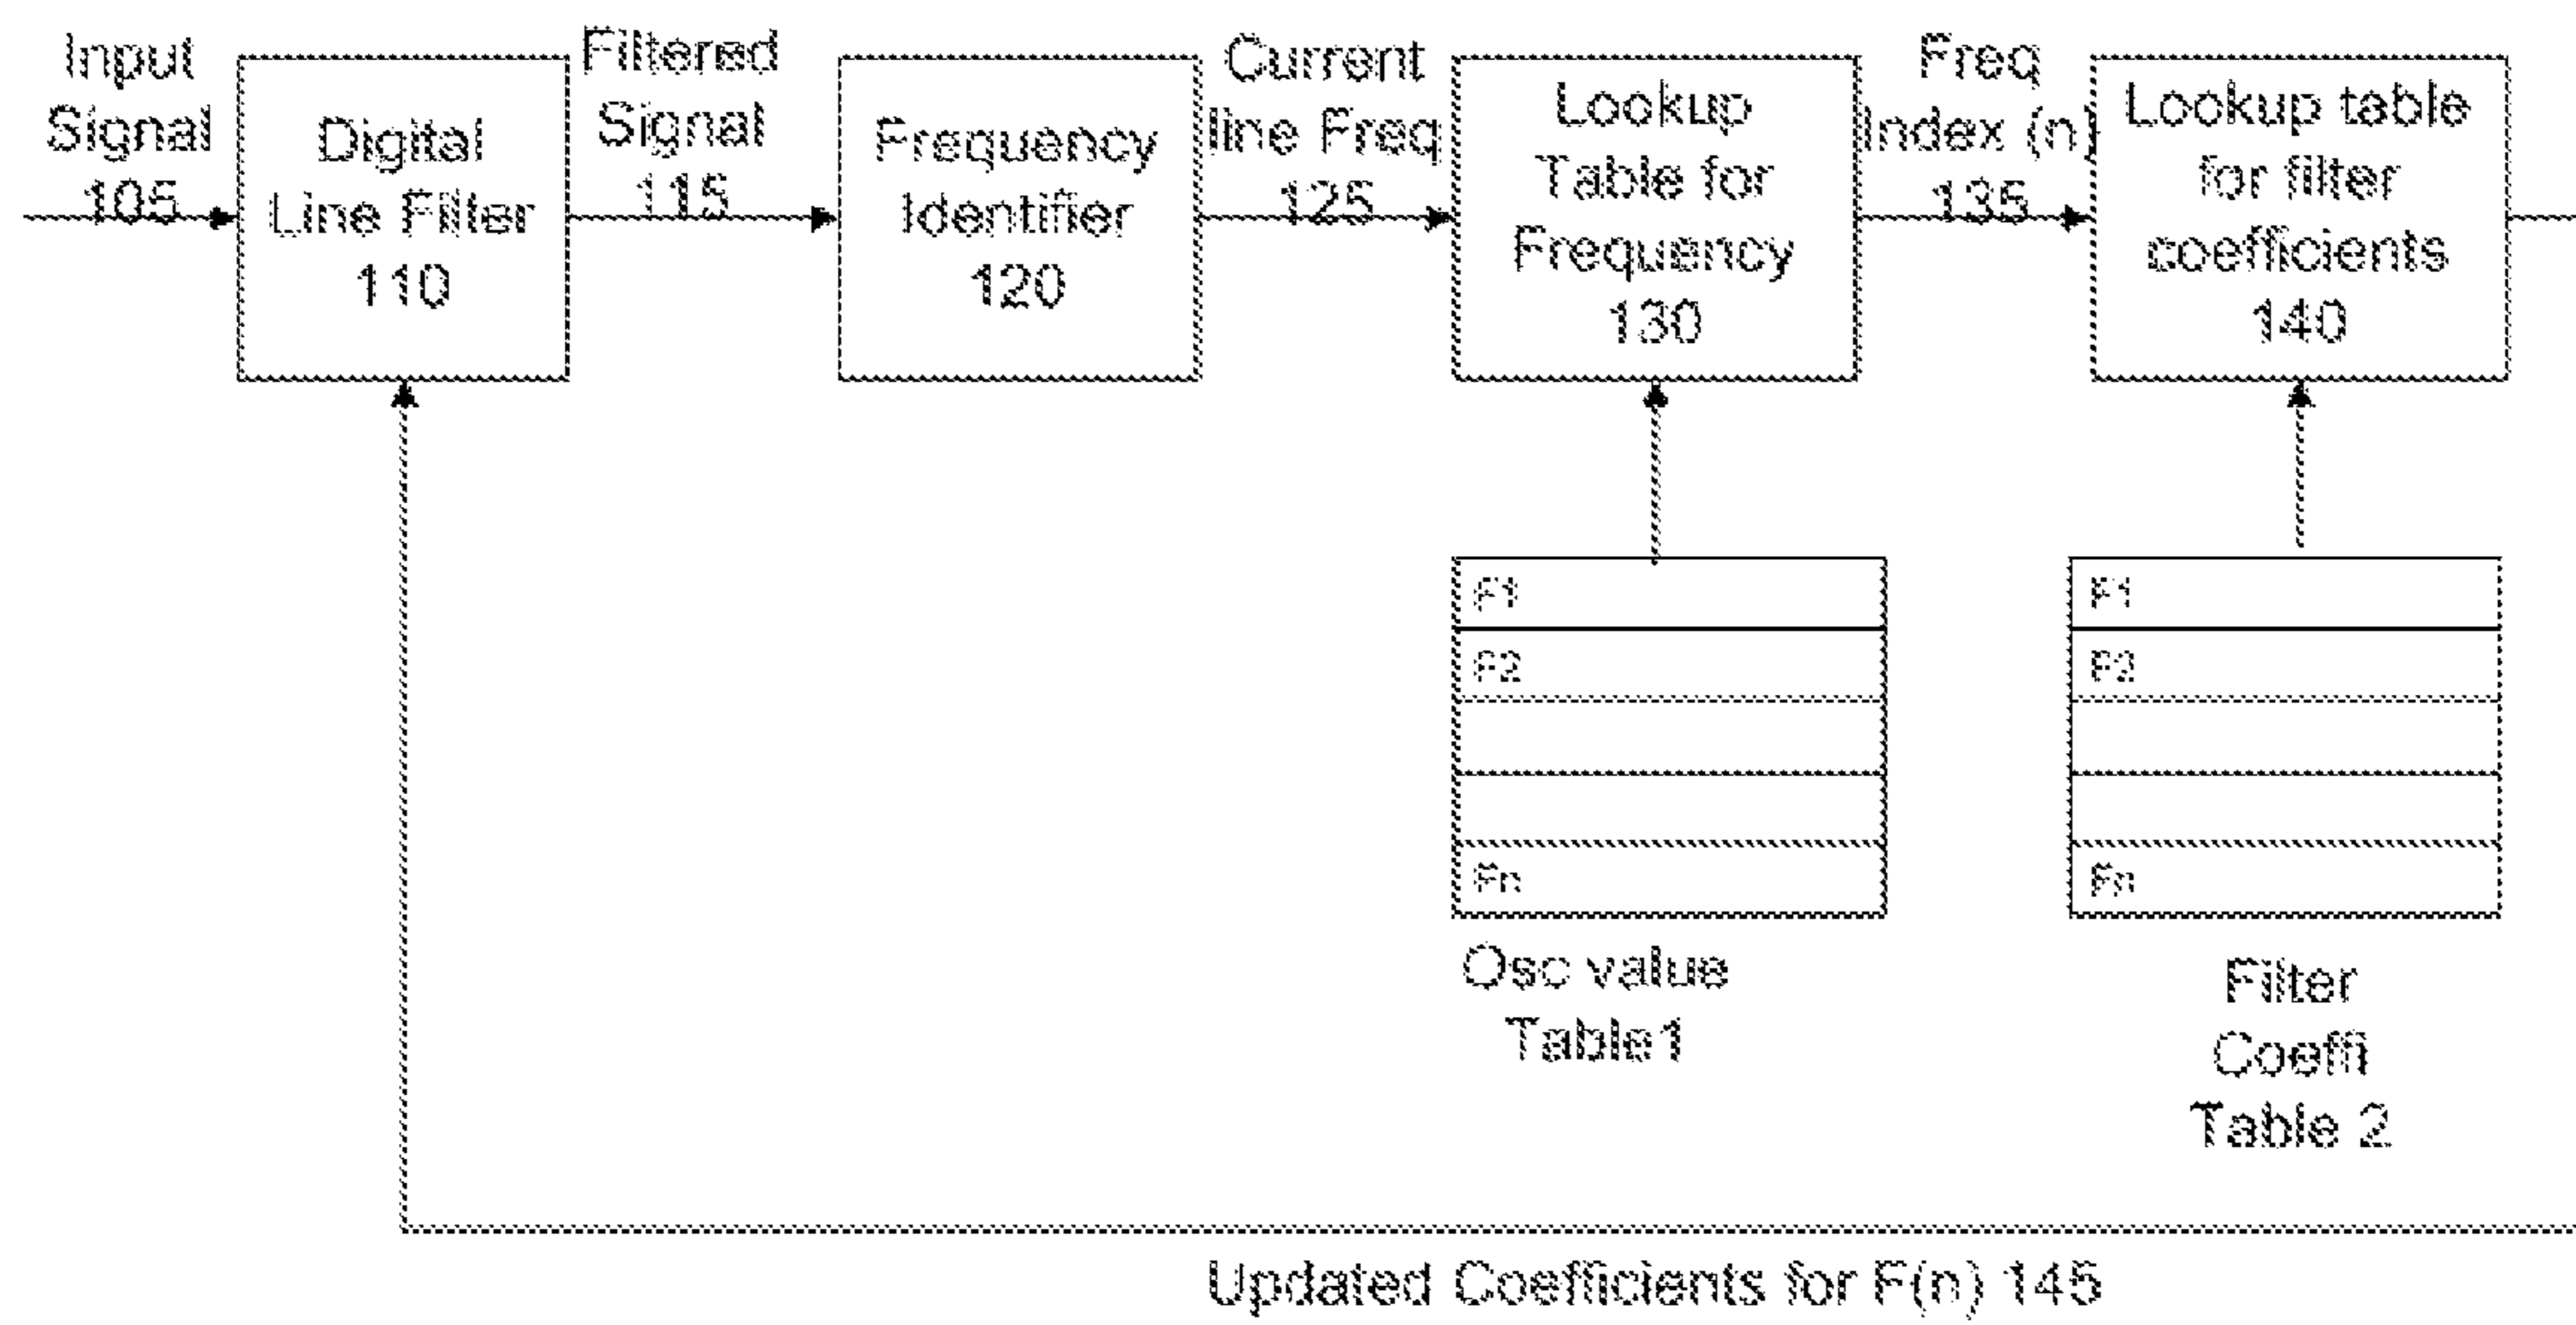 Input
Signal
105
Digital
Line Filter
110
Filtered
Signal
115
Frequency
Identifier
120
Current
line Freq
125
Lookup
Table for
Frequency
130
Freq
Index (n)
135
Lookup table
for filter
coefficients
140
F1
F2
Fn
Osc value
Table1
F1
F2
Fn
Filter
Coeffi
Table 2
Updated Coefficients for F(n) 145